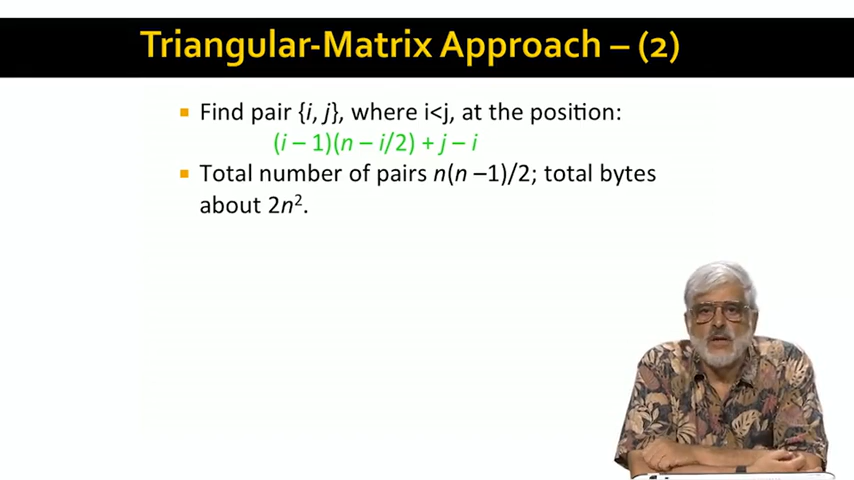 Triangular-Matrix Approach – (2)
Find pair {i, j}, where i<j, at the position:
(i – 1)(n – i/2) + j – i
Total number of pairs n(n –1)/2; total bytes
about 2n².